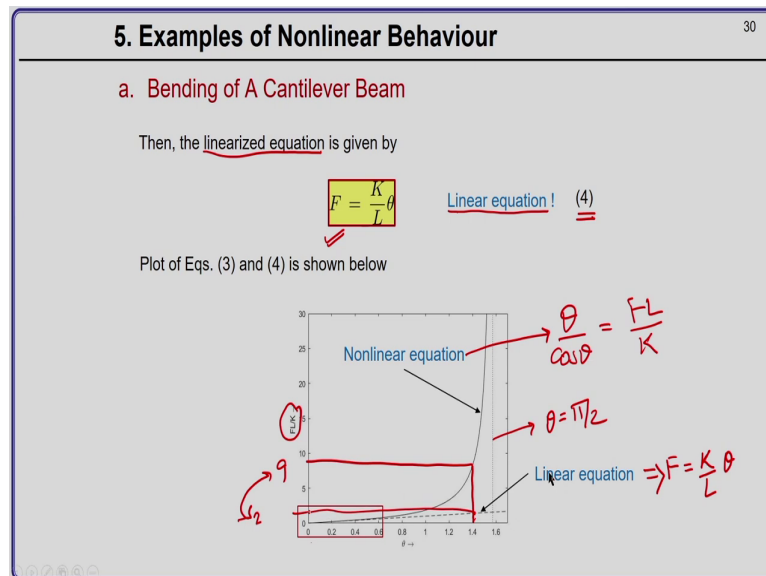 30
5. Examples of Nonlinear Behaviour
a. Bending of A Cantilever Beam
Then, the linearized equation is given by
F = K/L θ
Linear equation ! (4)
Plot of Eqs. (3) and (4) is shown below
30
25
20
15
10
5
0
FL/K
0 0.2 0.4 0.6 0.8 1 1.2 1.4 1.6
θ →
Nonlinear equation
θ/cosθ = FL/K
θ = π/2
Linear equation ⇒ F = K/L θ
9
2